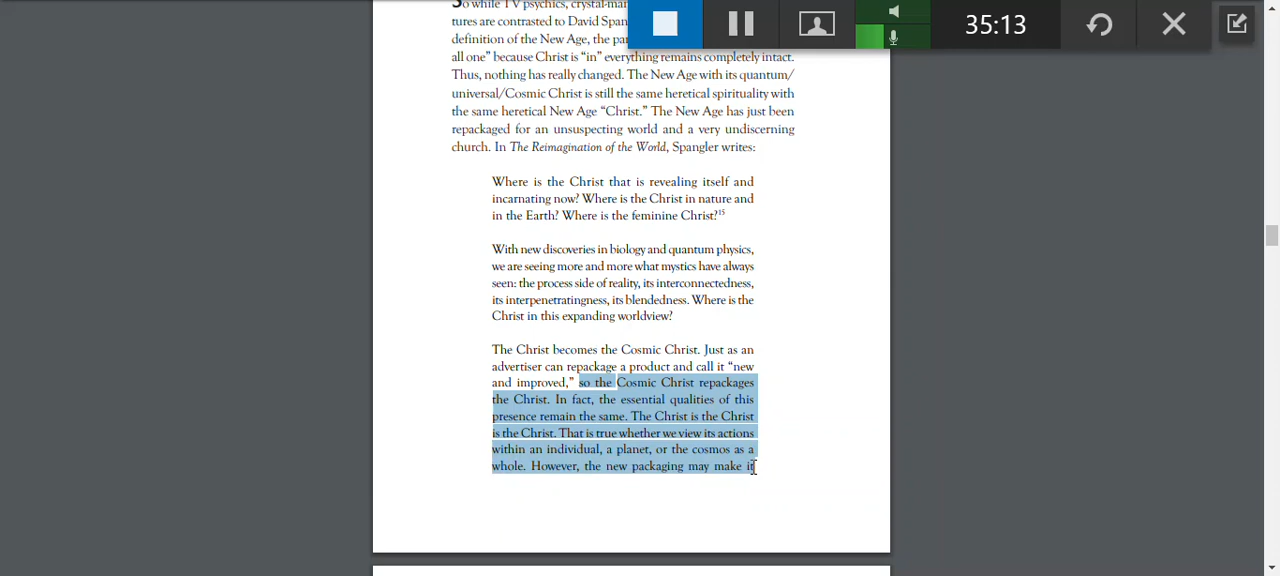 So while TV psychics, crystal-
tures are contrasted to David
definition of the New Age, the
all one” because Christ is “in” everything remains completely intact.
Thus, nothing has really changed. The New Age with its quantum/
universal/Cosmic Christ is still the same heretical spirituality with
the same heretical New Age “Christ.” The New Age has just been
repackaged for an unsuspecting world and a very undiscerning
church. In The Reimagination of the World, Spangler writes:
Where is the Christ that is revealing itself and
incarnating now? Where is the Christ in nature and
in the Earth? Where is the feminine Christ?15
With new discoveries in biology and quantum physics,
we are seeing more and more what mystics have always
seen: the process side of reality, its interconnectedness,
its interpenetratingness, its blendedness. Where is the
Christ in this expanding worldview?
The Christ becomes the Cosmic Christ. Just as an
advertiser can repackage a product and call it “new
and improved,” so the Cosmic Christ repackages
the Christ. In fact, the essential qualities of this
presence remain the same. The Christ is the Christ
is the Christ. That is true whether we view its actions
within an individual, a planet, or the cosmos as a
whole. However, the new packaging may make it
35:13